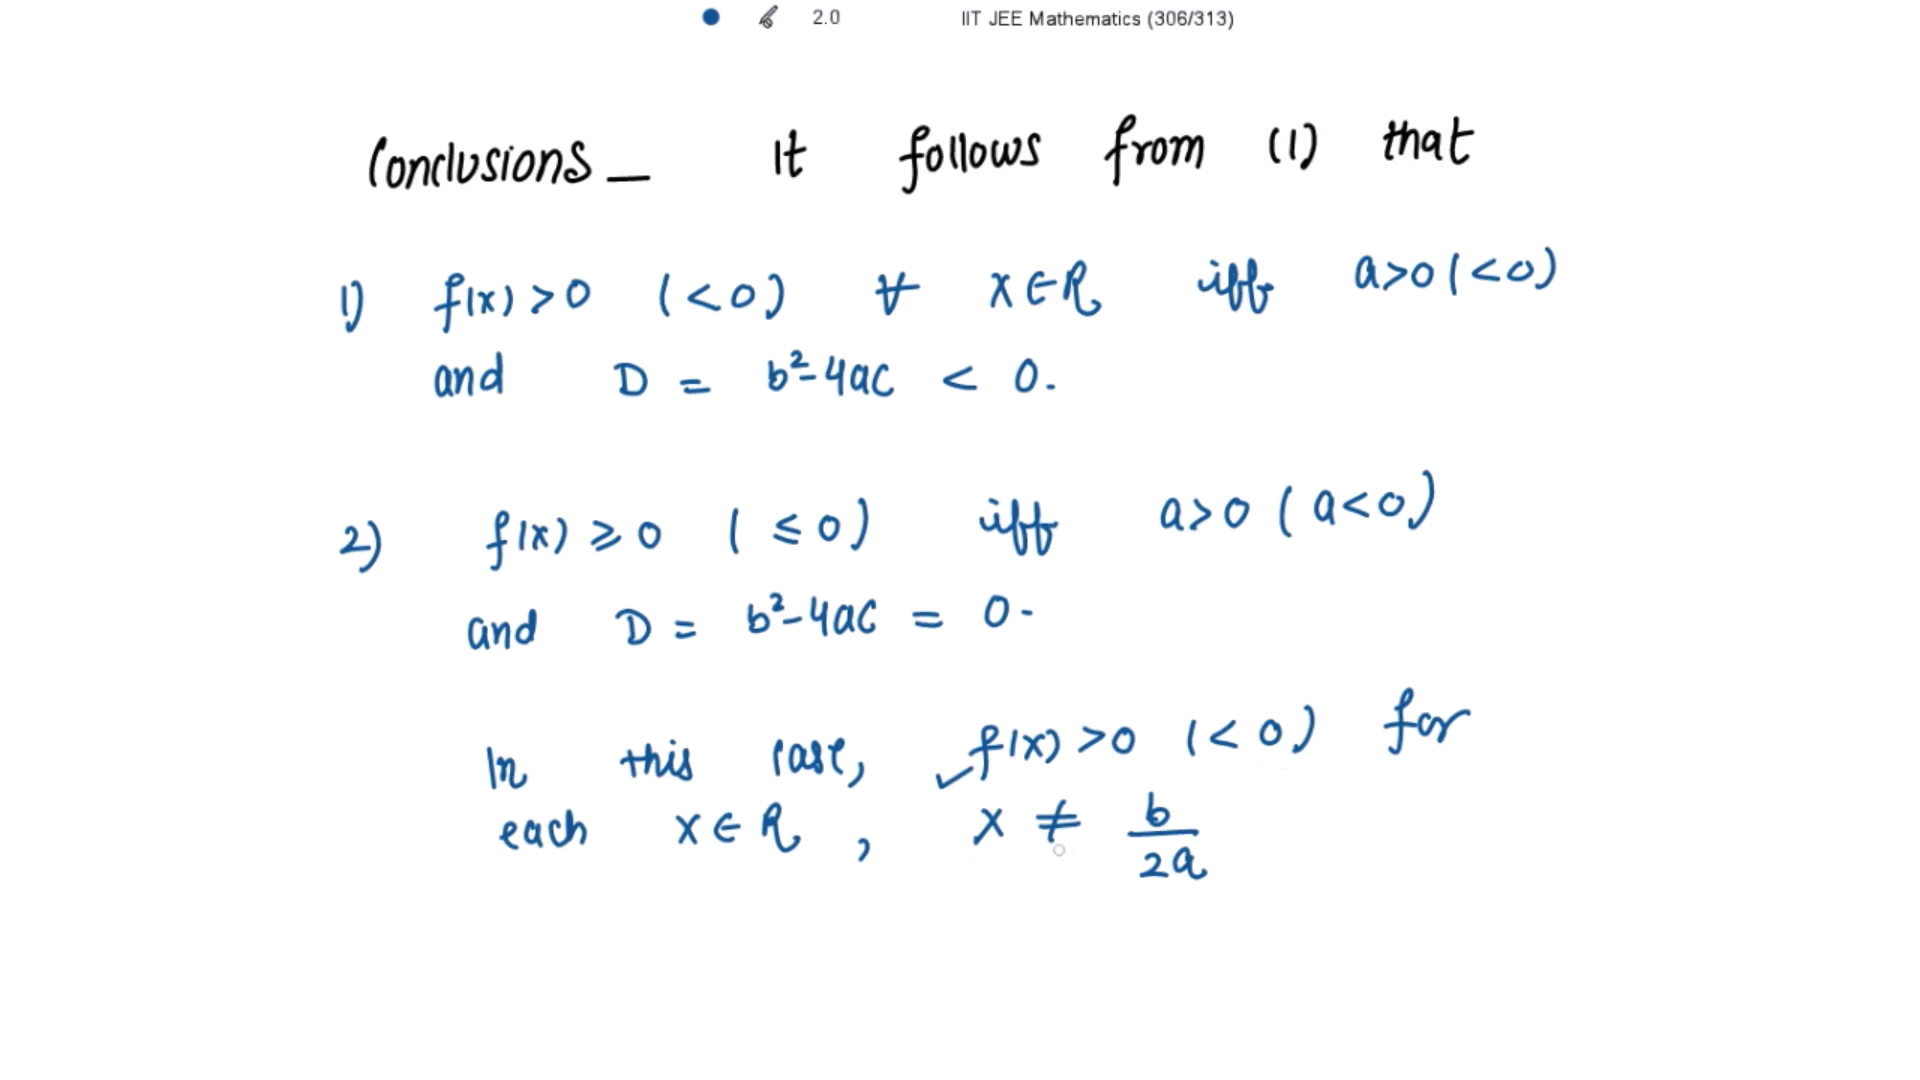 2.0 IIT JEE Mathematics (306/313)
Conclusions_ It follows from (1) that
1) f(x) > 0 (< 0) ∀ x ∈ R iff a>0 (<0)
and D = b²-4ac < 0.
2) f(x) ≥ 0 ( ≤ 0) iff a>0 ( a<0)
and D = b²-4ac = 0.
In this case, ✓f(x) > 0 (< 0) for
each x ∈ R , x ≠ b/2a